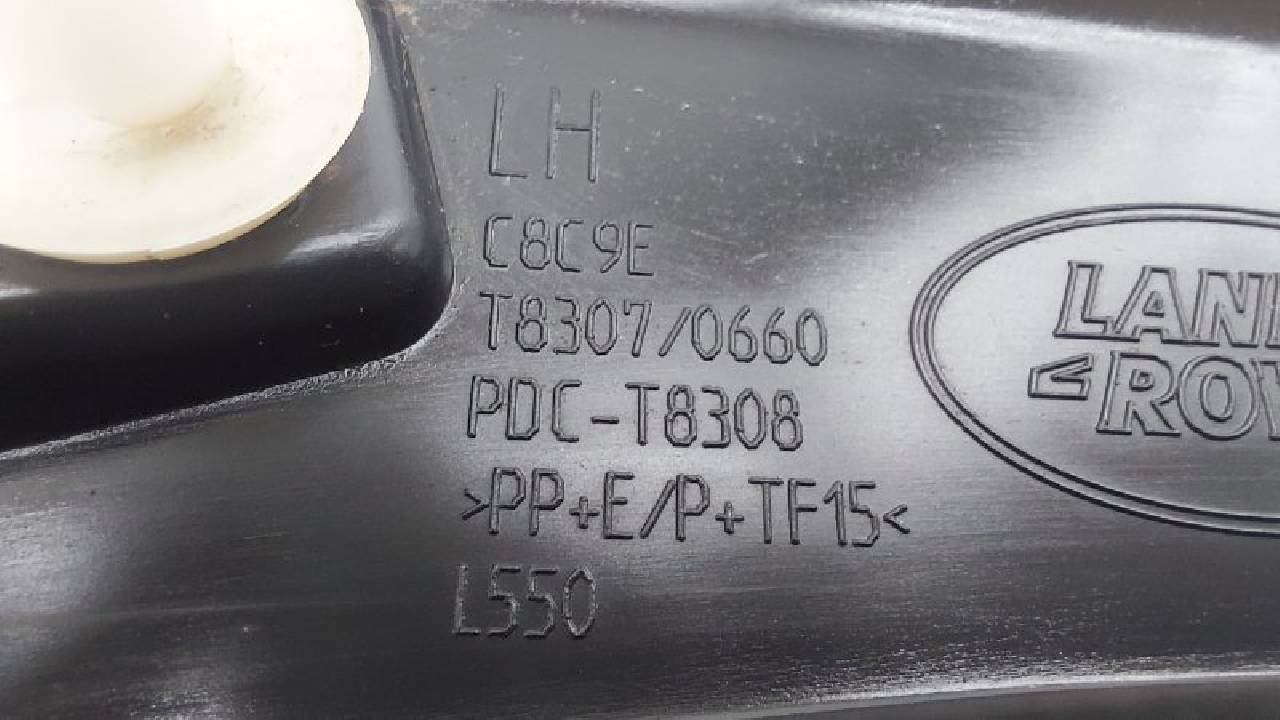 LH
C8C9E
T8307/0660
PDC-T8308
>PP+E/P+TF15<
L550